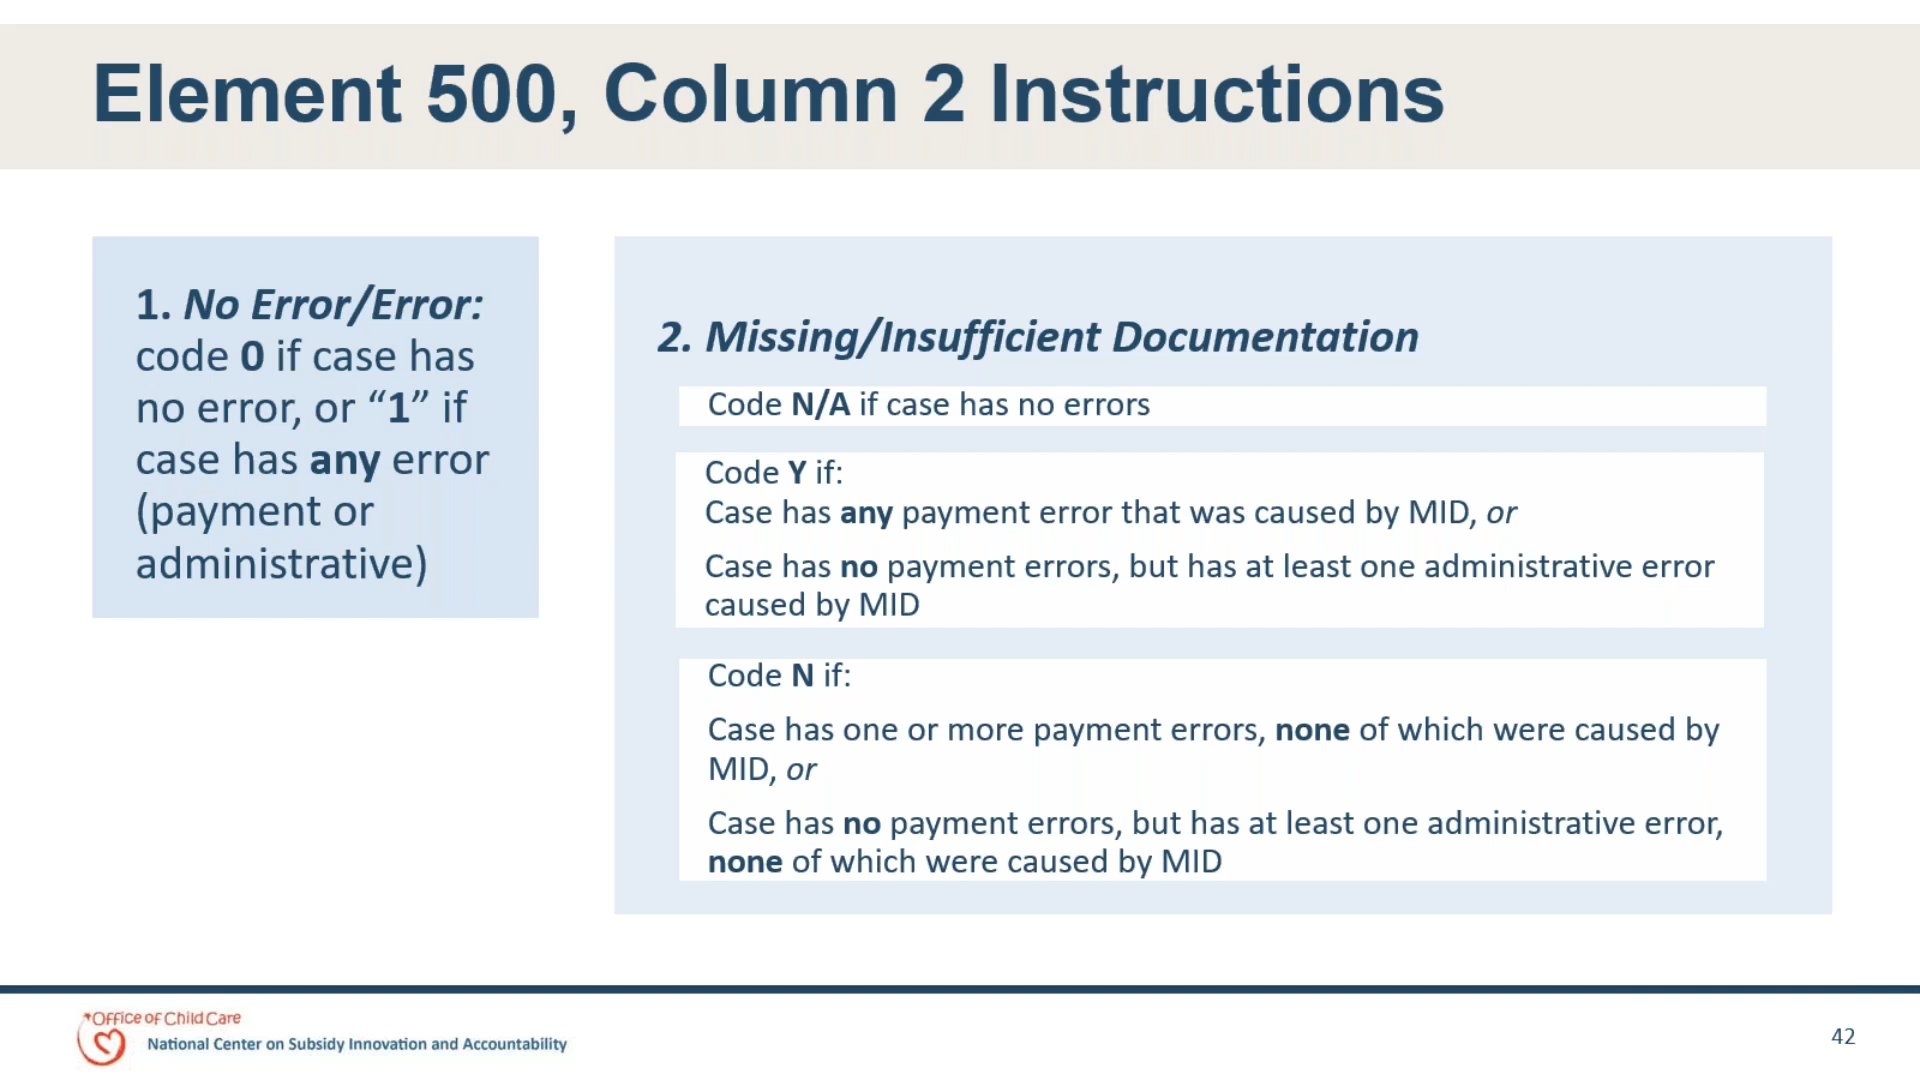 Element 500, Column 2 Instructions
1. No Error/Error:
code 0 if case has
no error, or “1” if
case has any error
(payment or
administrative)
2. Missing/Insufficient Documentation
Code N/A if case has no errors
Code Y if:
Case has any payment error that was caused by MID, or
Case has no payment errors, but has at least one administrative error
caused by MID
Code N if:
Case has one or more payment errors, none of which were caused by
MID, or
Case has no payment errors, but has at least one administrative error,
none of which were caused by MID
Office of Child Care
National Center on Subsidy Innovation and Accountability
42